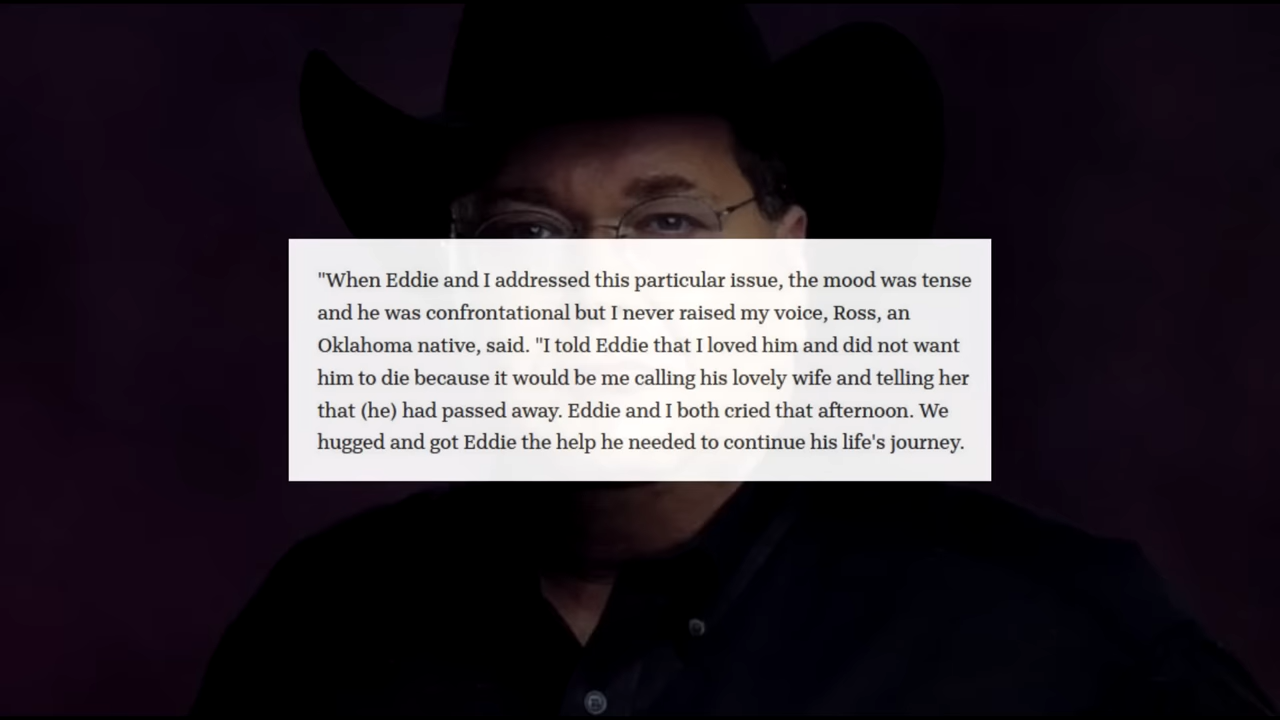 "When Eddie and I addressed this particular issue, the mood was tense
and he was confrontational but I never raised my voice, Ross, an
Oklahoma native, said. "I told Eddie that I loved him and did not want
him to die because it would be me calling his lovely wife and telling her
that (he) had passed away. Eddie and I both cried that afternoon. We
hugged and got Eddie the help he needed to continue his life's journey.